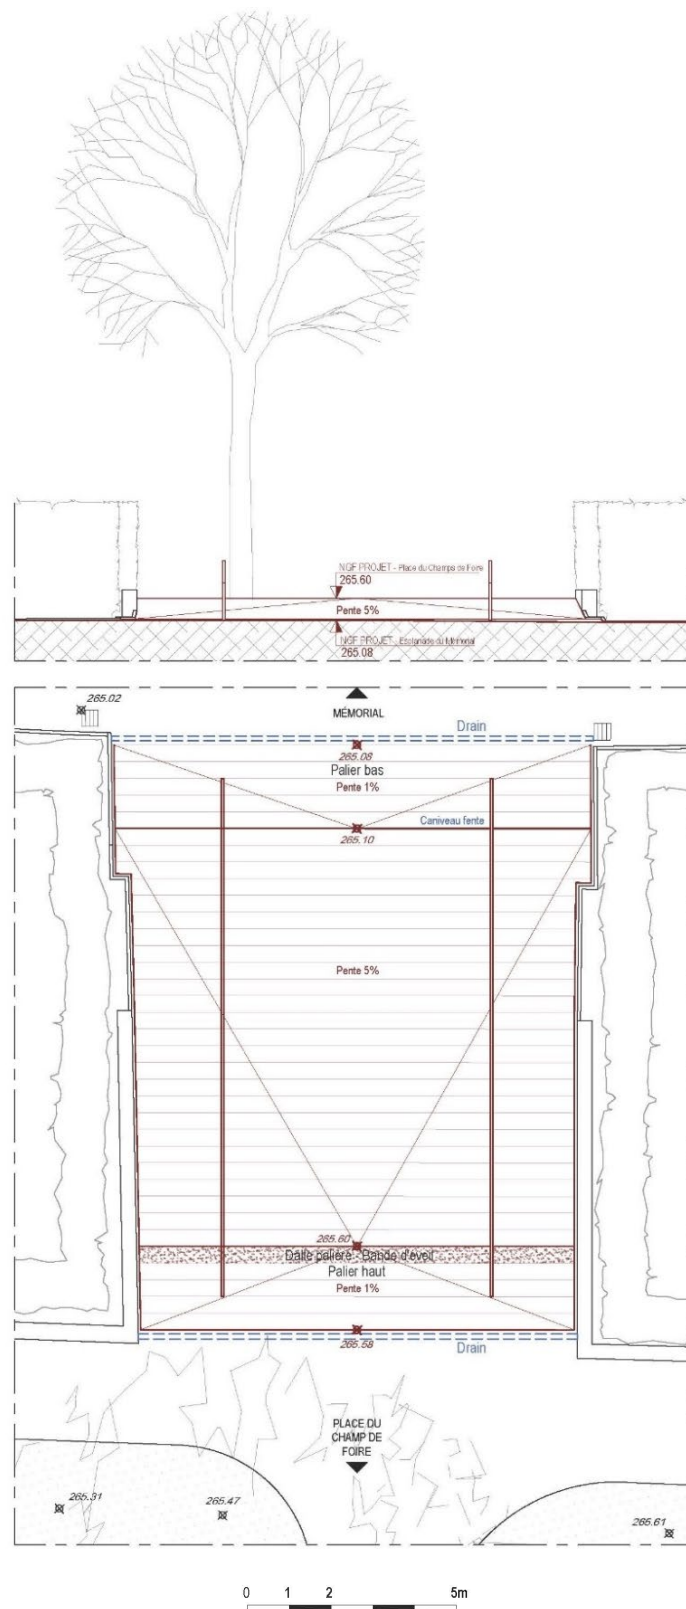 NGF PROJET - Place du Champs de Foire
265.60
Pente 5%
NGF PROJET - Esplanade du Mémorial
265.08
265.02
MÉMORIAL
Drain
265.08
Palier bas
Pente 1%
Caniveau fente
265.10
Pente 5%
265.60
Dalle palière - Bande d'éveil
Palier haut
Pente 1%
265.58
Drain
PLACE DU
CHAMP DE
FOIRE
265.31
265.47
265.61
0 1 2 5m